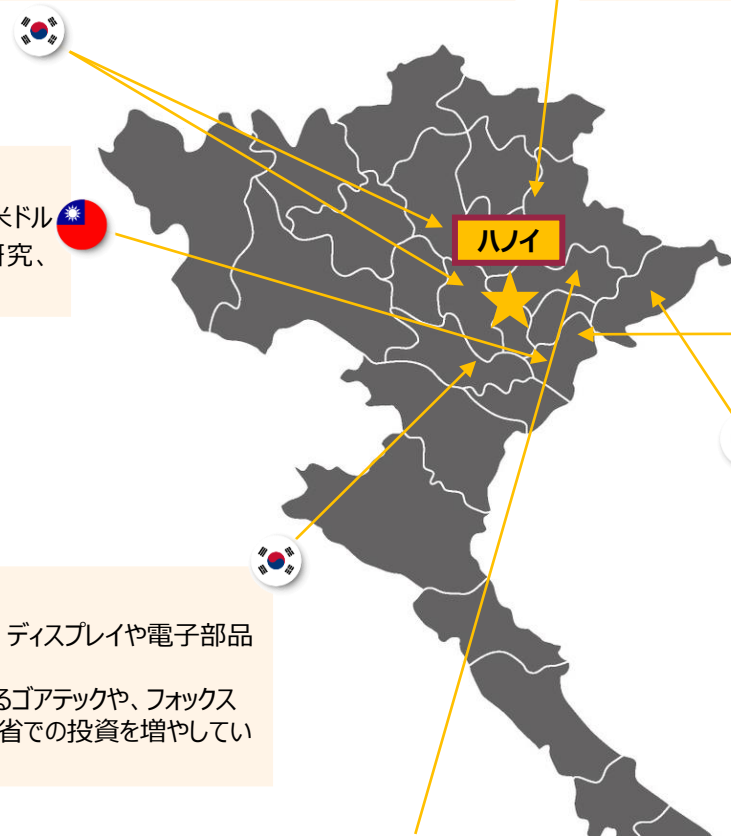 米ドル
究、
ハノイ
ディスプレイや電子部品
るゴアテックや、フォックス
省での投資を増やしてい